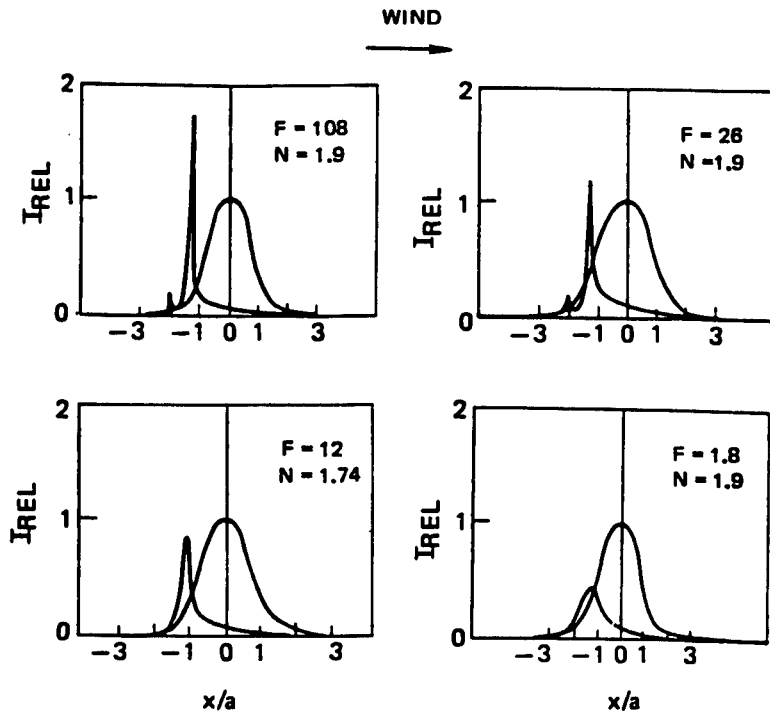 WIND
2
1
0
I_REL
F = 108
N = 1.9
−3 −1 0 1 3
2
1
0
I_REL
F = 26
N =1.9
−3 −1 0 1 3
2
1
0
I_REL
F = 12
N = 1.74
−3 −1 0 1 3
x/a
2
1
0
I_REL
F = 1.8
N = 1.9
−3 −1 0 1 3
x/a